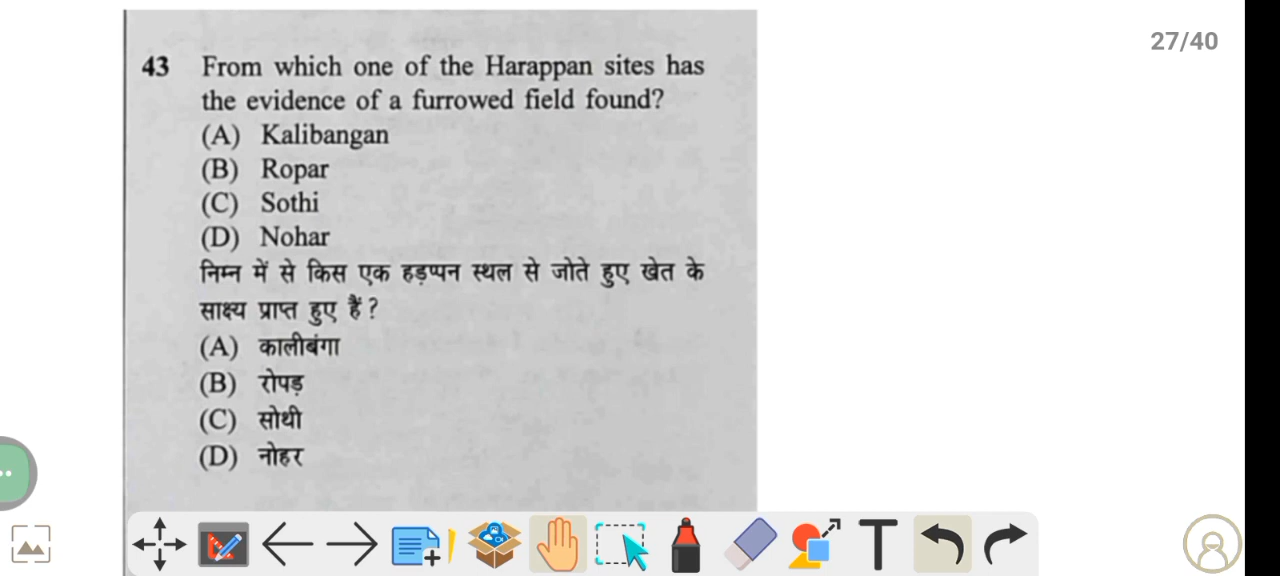 27/40
43 From which one of the Harappan sites has
the evidence of a furrowed field found?
(A) Kalibangan
(B) Ropar
(C) Sothi
(D) Nohar
निम्न में से किस एक हड़प्पन स्थल से जोते हुए खेत के
साक्ष्य प्राप्त हुए हैं ?
(A) कालीबंगा
(B) रोपड़
(C) सोथी
(D) नोहर